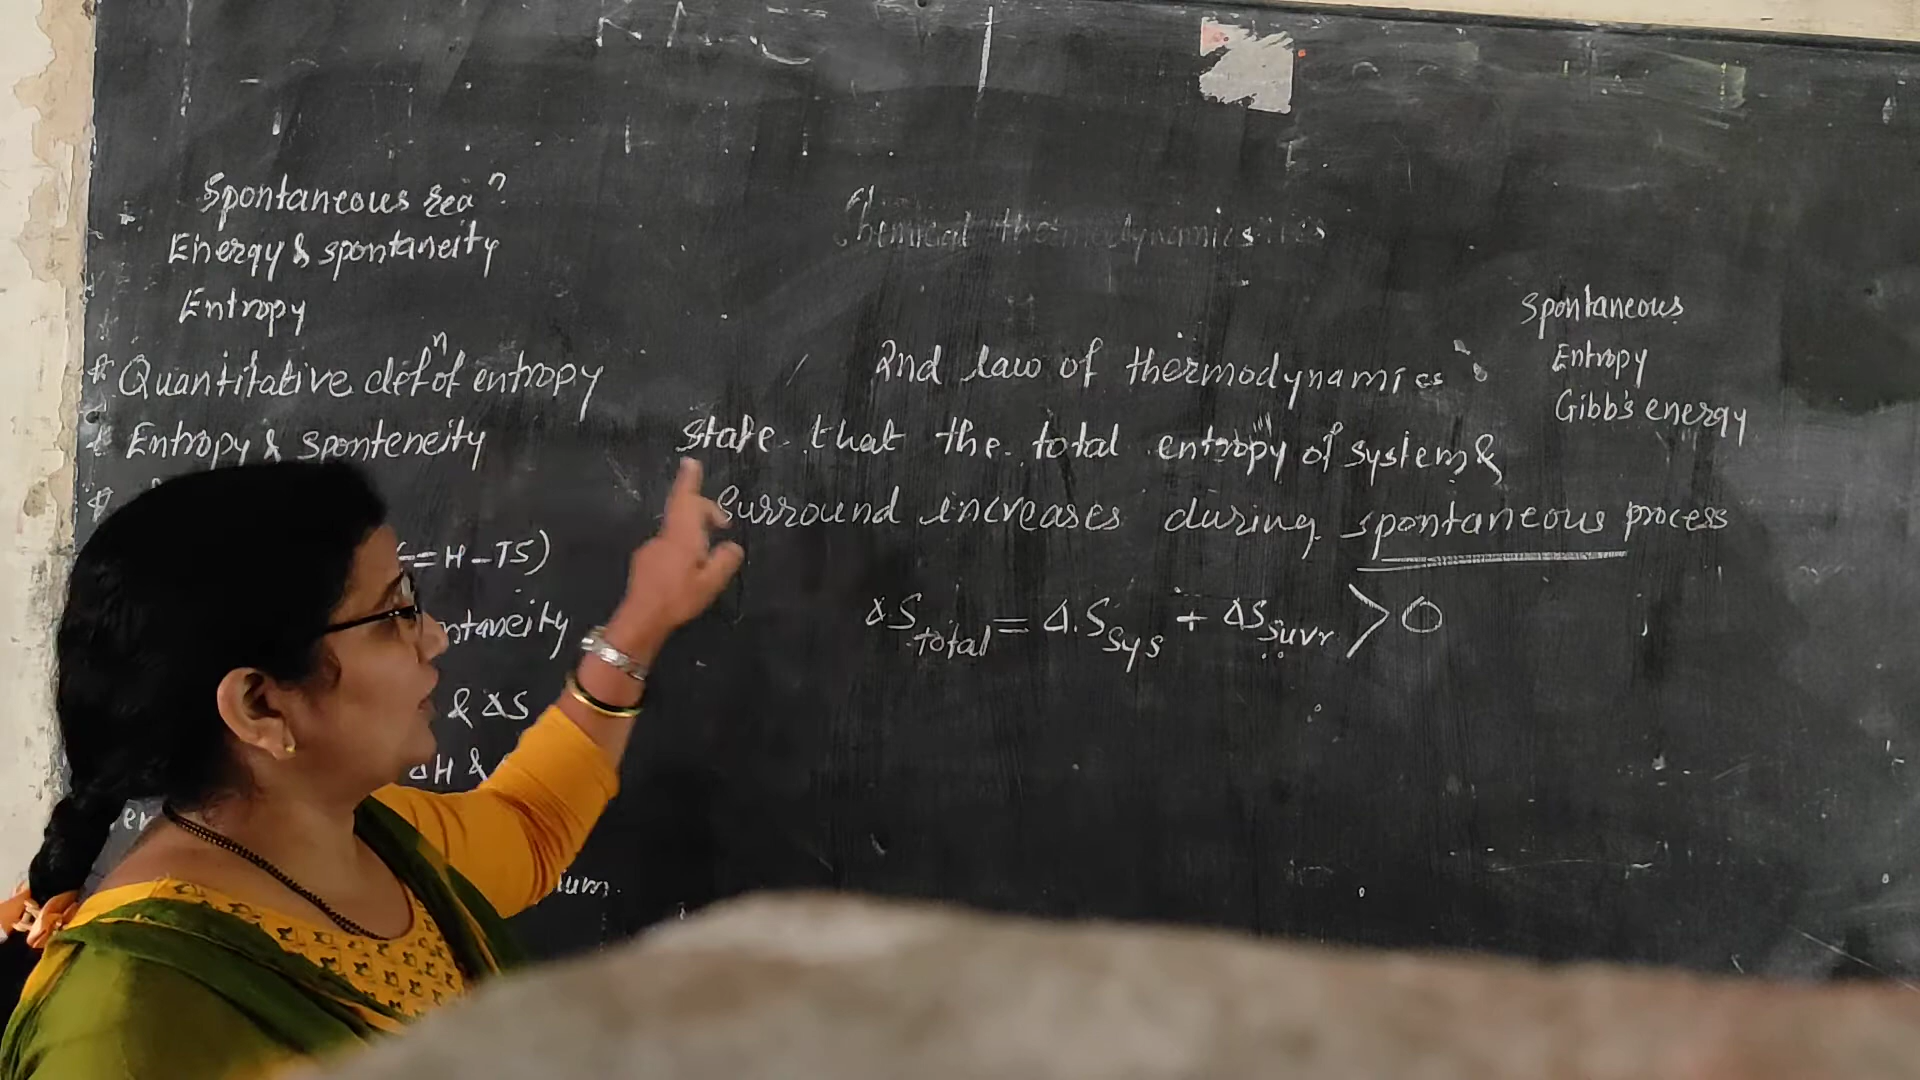 Spontaneous reaⁿ
Energy & spontaneity
Entropy
* Quantitative defⁿ of entropy
* Entropy & sponteneity
= H - TS)
ntaneity
& ΔS
ΔH &
um.
Chemical thermodynamics
2nd law of thermodynamics :
state that the total entropy of system &
Surround increases during spontaneous process
ΔS total = Δ.S sys + ΔS surr. > 0
Spontaneous
Entropy
Gibb's energy